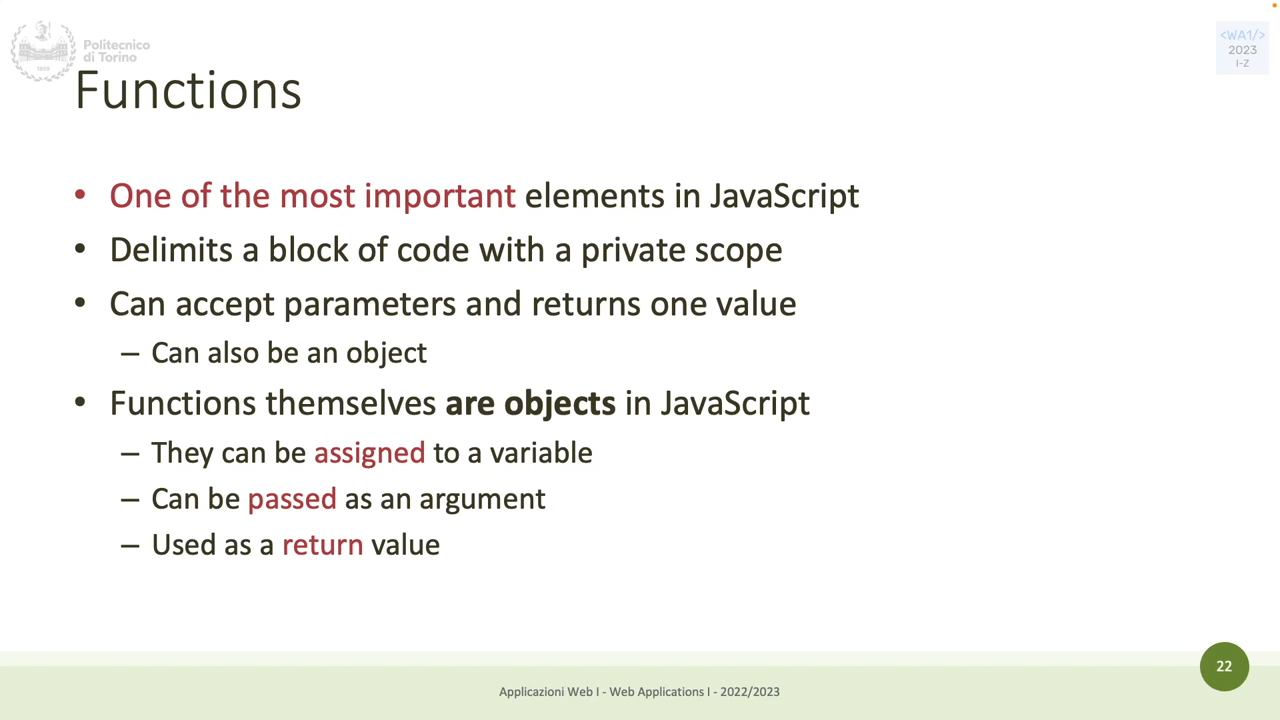 Politecnico
di Torino
1859
<WA1/>
2023
I-Z
Functions
• One of the most important elements in JavaScript
• Delimits a block of code with a private scope
• Can accept parameters and returns one value
– Can also be an object
• Functions themselves are objects in JavaScript
– They can be assigned to a variable
– Can be passed as an argument
– Used as a return value
Applicazioni Web I - Web Applications I - 2022/2023
22